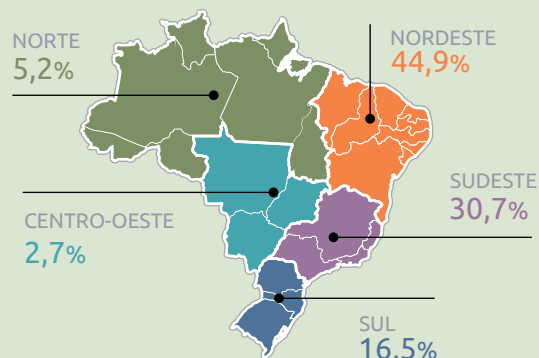 NORTE
5,2%
NORDESTE
44,9%
SUDESTE
30,7%
CENTRO-OESTE
2,7%
SUL
16,5%